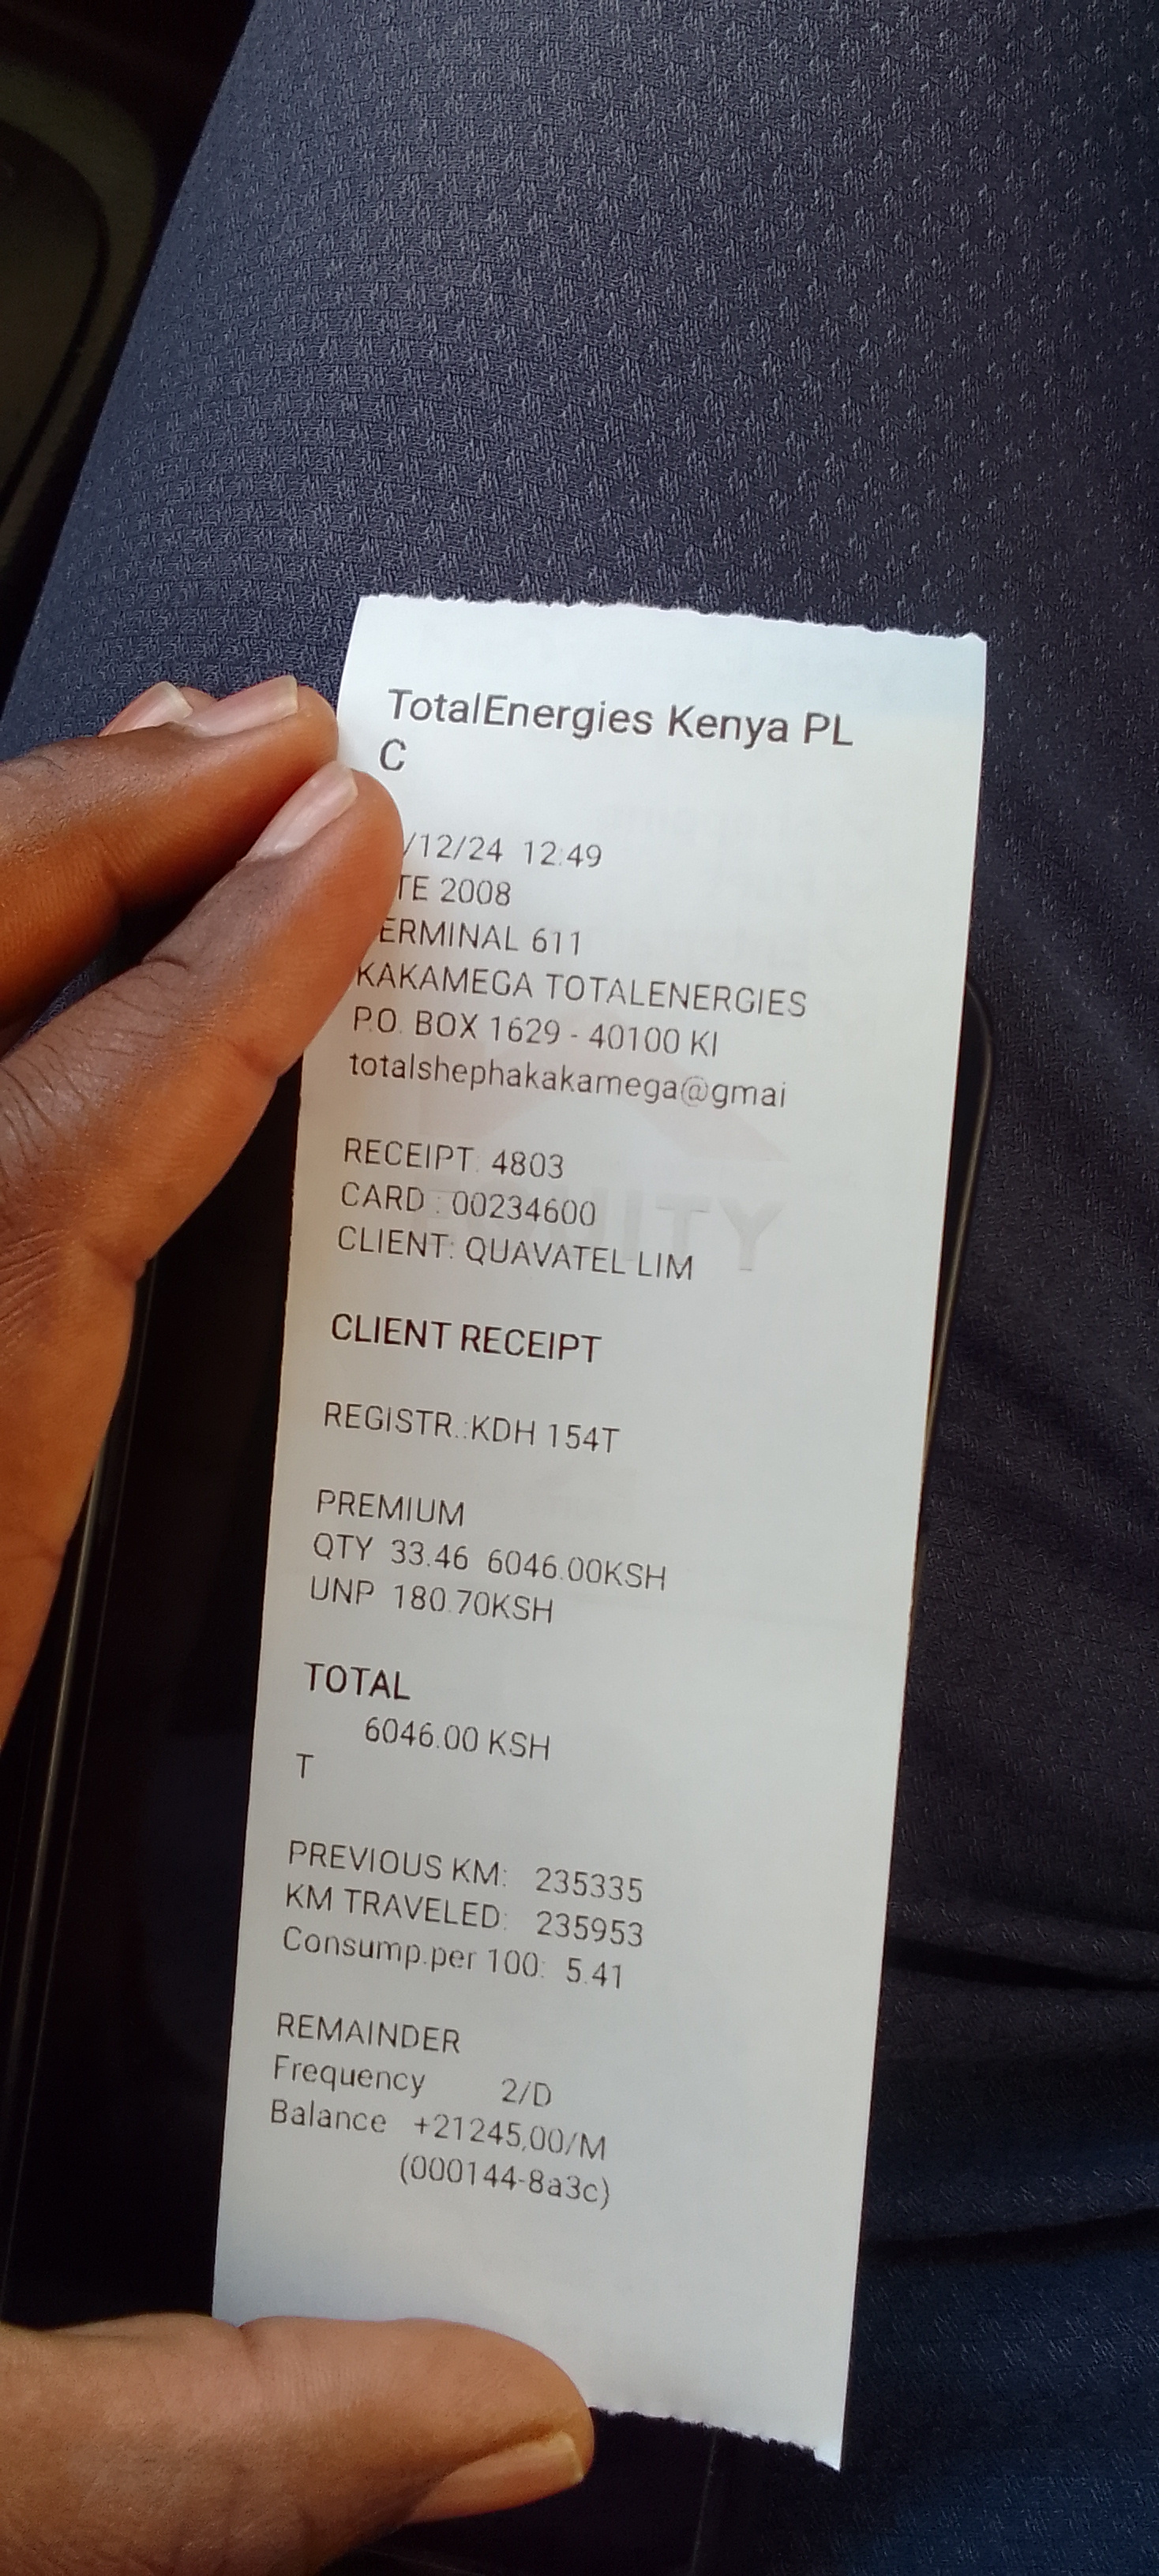 TotalEnergies Kenya PL
C
/12/24 12:49
TE 2008
ERMINAL 611
KAKAMEGA TOTALENERGIES
P.O. BOX 1629 - 40100 KI
totalshephakakamega@gmai
RECEIPT: 4803
CARD : 00234600
CLIENT: QUAVATEL LIM
CLIENT RECEIPT
REGISTR.:KDH 154T
PREMIUM
QTY 33.46 6046.00KSH
UNP 180.70KSH
TOTAL
6046.00 KSH
T
PREVIOUS KM: 235335
KM TRAVELED: 235953
Consump.per 100: 5.41
REMAINDER
Frequency 2/D
Balance +21245,00/M
(000144-8a3c)